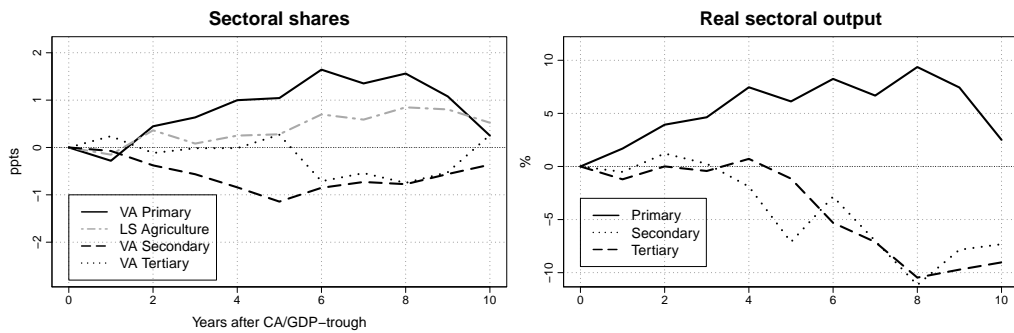 Sectoral shares
ppts
2
1
0
−1
−2
VA Primary
LS Agriculture
VA Secondary
VA Tertiary
0 2 4 6 8 10
Years after CA/GDP−trough
Real sectoral output
%
10
5
0
−5
−10
Primary
Secondary
Tertiary
0 2 4 6 8 10